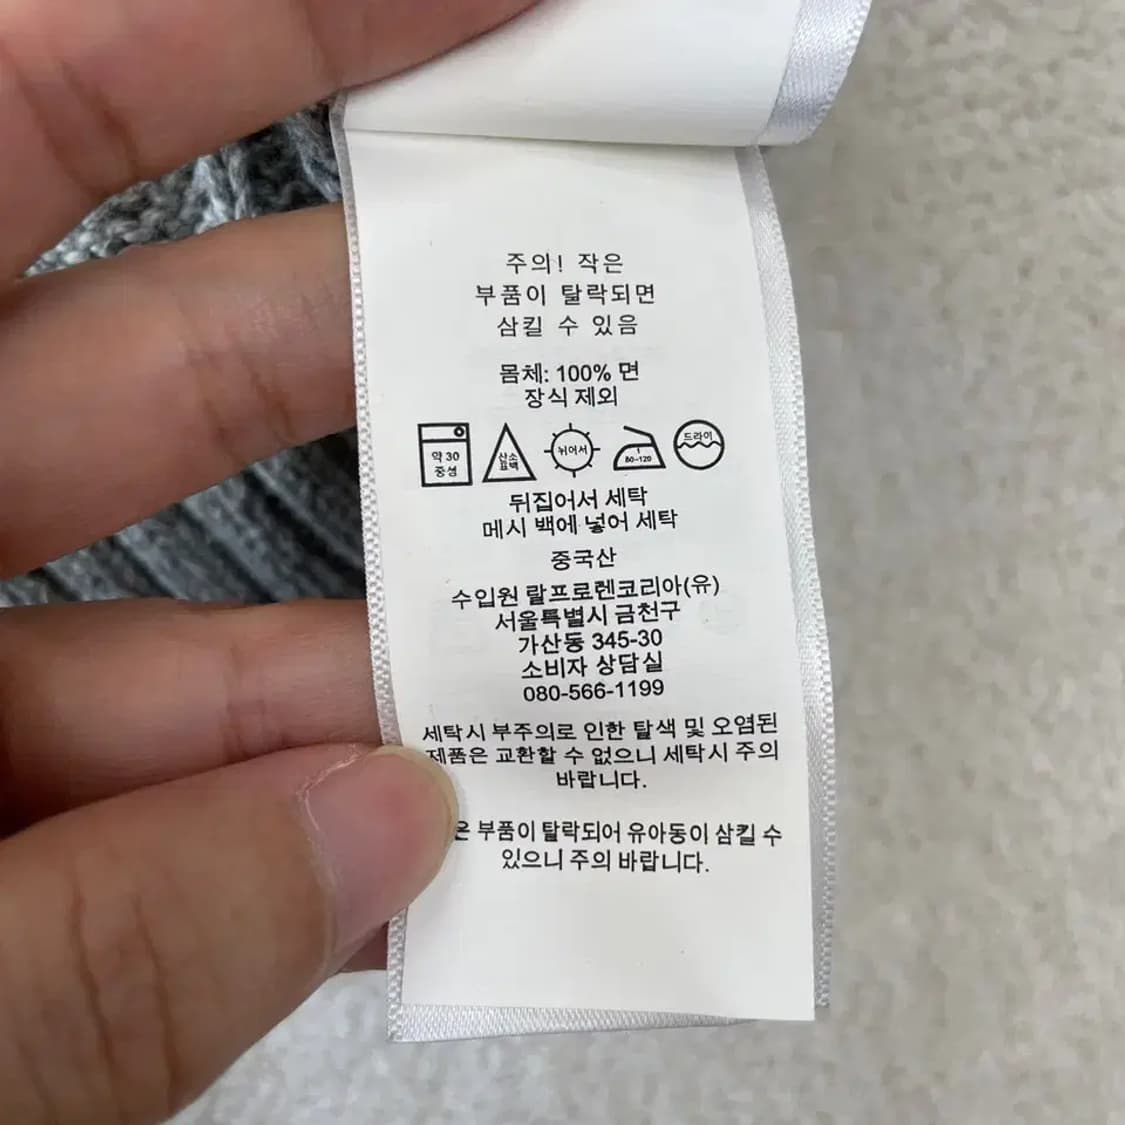 주의! 작은
부품이 탈락되면
삼킬 수 있음
몸체: 100% 면
장식 제외
약 30 중성
산소 표백
뉘어서
1 80-120
드라이
뒤집어서 세탁
메시 백에 넣어 세탁
중국산
수입원 랄프로렌코리아(유)
서울특별시 금천구
가산동 345-30
소비자 상담실
080-566-1199
세탁시 부주의로 인한 탈색 및 오염된
제품은 교환할 수 없으니 세탁시 주의
바랍니다.
부품이 탈락되어 유아동이 삼킬 수
있으니 주의 바랍니다.